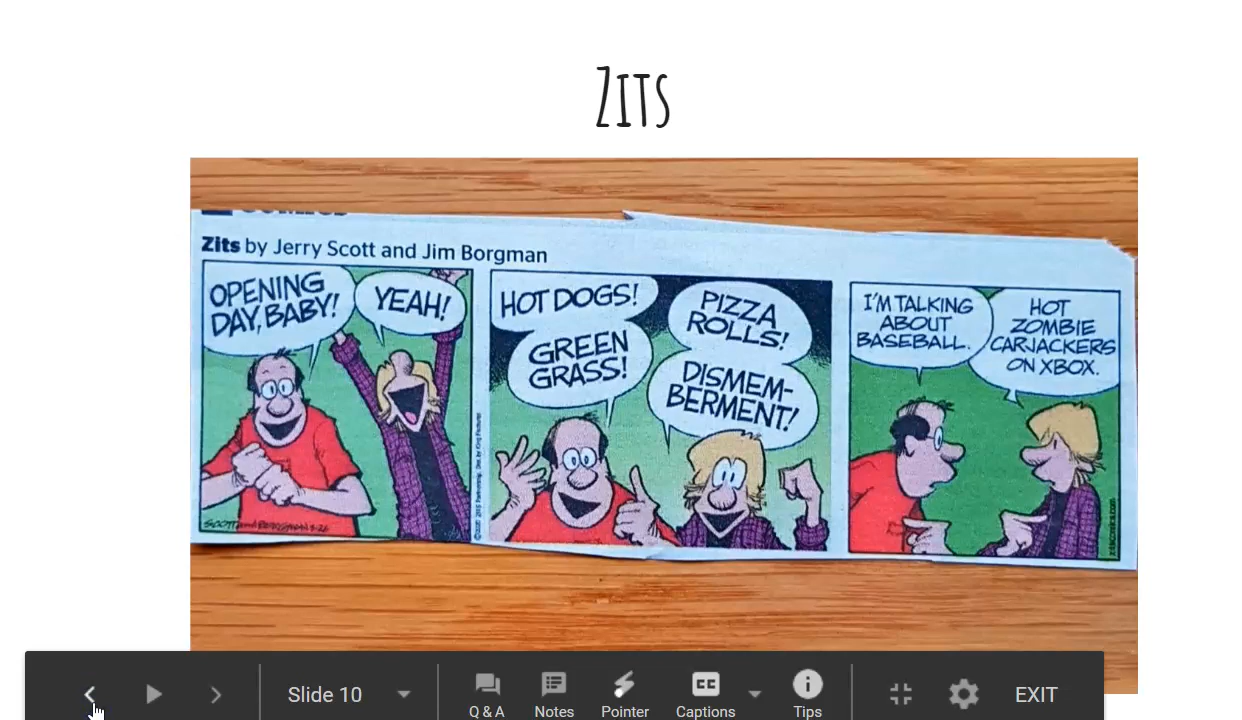 Zits
Zits by Jerry Scott and Jim Borgman
OPENING
DAY, BABY!
YEAH!
HOT DOGS!
PIZZA
ROLLS!
GREEN
GRASS!
DISMEM-
BERMENT!
I'M TALKING
ABOUT
BASEBALL.
HOT
ZOMBIE
CARJACKERS
ON XBOX.
Slide 10
Q & A
Notes
Pointer
CC
Captions
Tips
EXIT